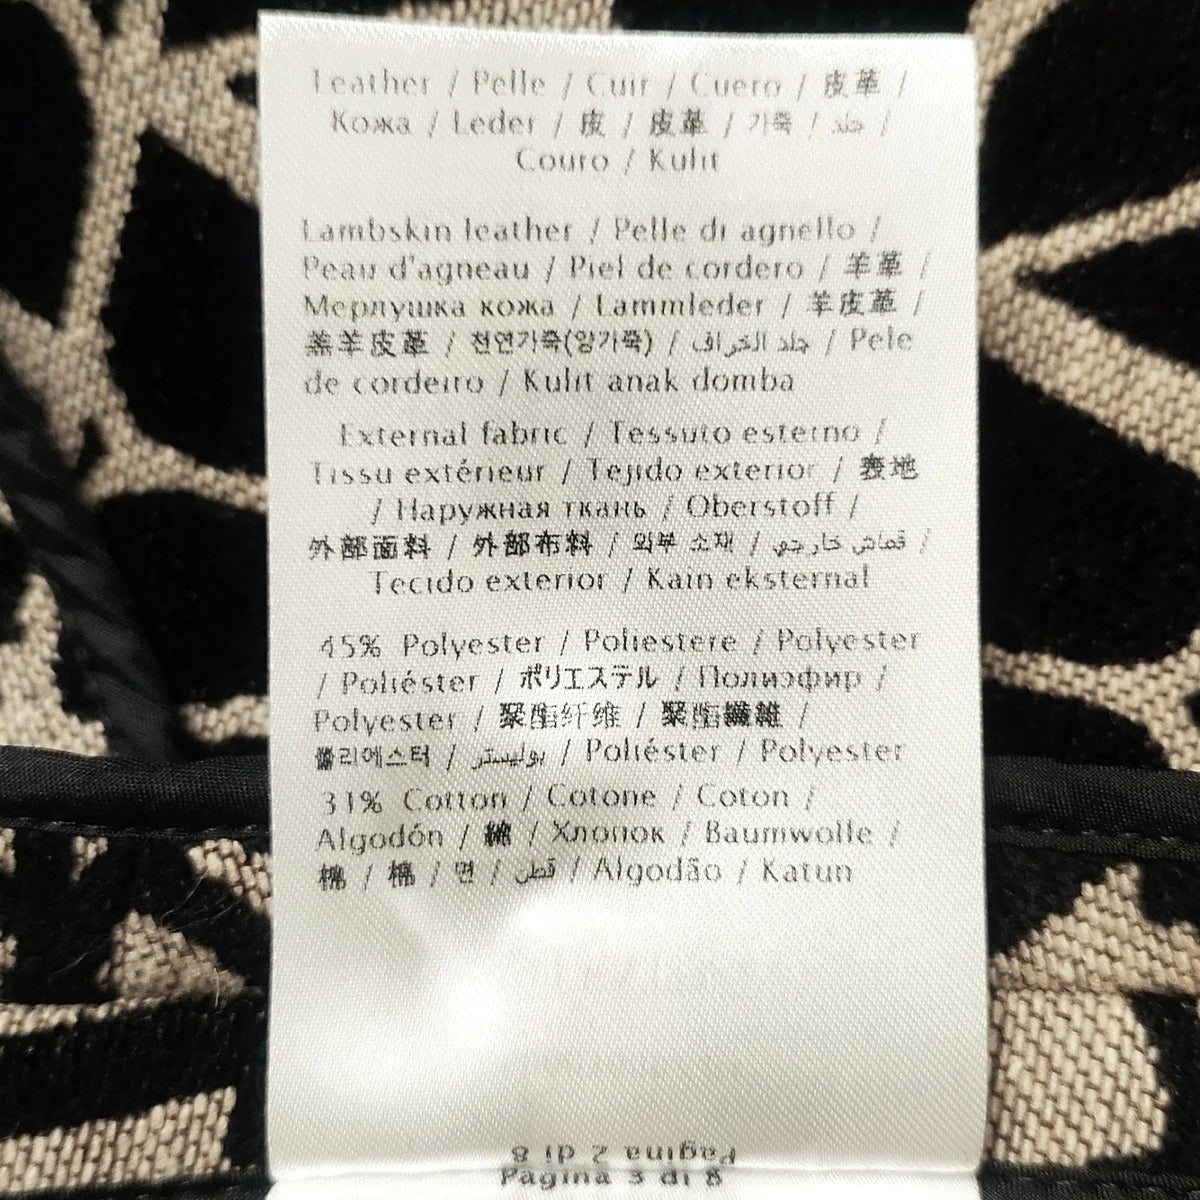 Leather / Pelle / Cuir / Cuero / 皮革 /
Кожа / Leder / 皮 / 皮革 / 가죽 / جلد /
Couro / Kulit
Lambskin leather / Pelle di agnello /
Peau d'agneau / Piel de cordero / 羊革 /
Мерлушка кожа / Lammleder / 羊皮革 /
羔羊皮革 / 천연가죽(양가죽) / جلد الخراف / Pele
de cordeiro / Kulit anak domba
External fabric / Tessuto esterno /
Tissu extérieur / Tejido exterior / 表地
/ Наружная ткань / Oberstoff /
外部面料 / 外部布料 / 외부 소재 / قماش خارجي /
Tecido exterior / Kain eksternal
45% Polyester / Poliestere / Polyester
/ Poliéster / ポリエステル / Полиэфир /
Polyester / 聚酯纤维 / 聚酯纖維 /
폴리에스터 / بوليستر / Poliéster / Polyester
31% Cotton / Cotone / Coton /
Algodón / 綿 / Хлопок / Baumwolle /
棉 / 棉 / 면 / قطن / Algodão / Katun
Pagina 2 di 8
Pagina 3 di 8